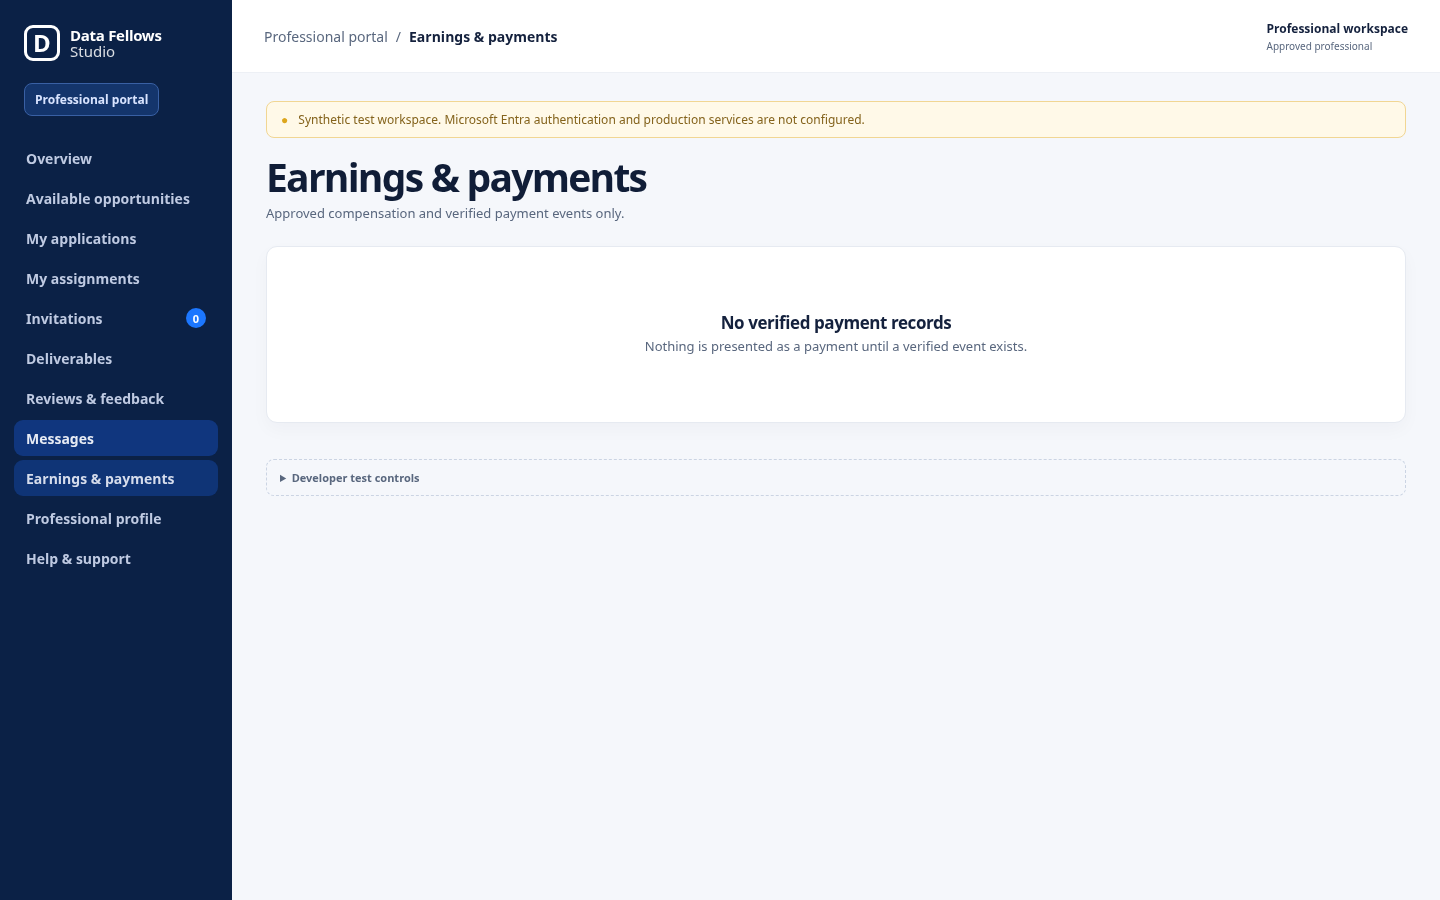 D
Data Fellows
Studio
Professional portal
Overview
Available opportunities
My applications
My assignments
Invitations 0
Deliverables
Reviews & feedback
Messages
Earnings & payments
Professional profile
Help & support
Professional portal / Earnings & payments
Professional workspace
Approved professional
Synthetic test workspace. Microsoft Entra authentication and production services are not configured.
Earnings & payments
Approved compensation and verified payment events only.
No verified payment records
Nothing is presented as a payment until a verified event exists.
Developer test controls